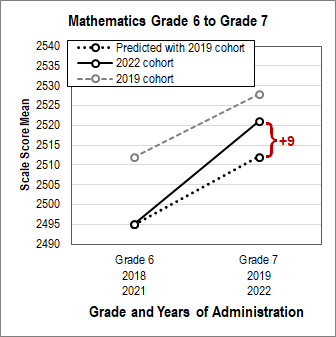 Mathematics Grade 6 to Grade 7
Predicted with 2019 cohort
2022 cohort
2019 cohort
Scale Score Mean
2540
2535
2530
2525
2520
2515
2510
2505
2500
2495
2490
+9
Grade 6 Grade 7
2018 2019
2021 2022
Grade and Years of Administration